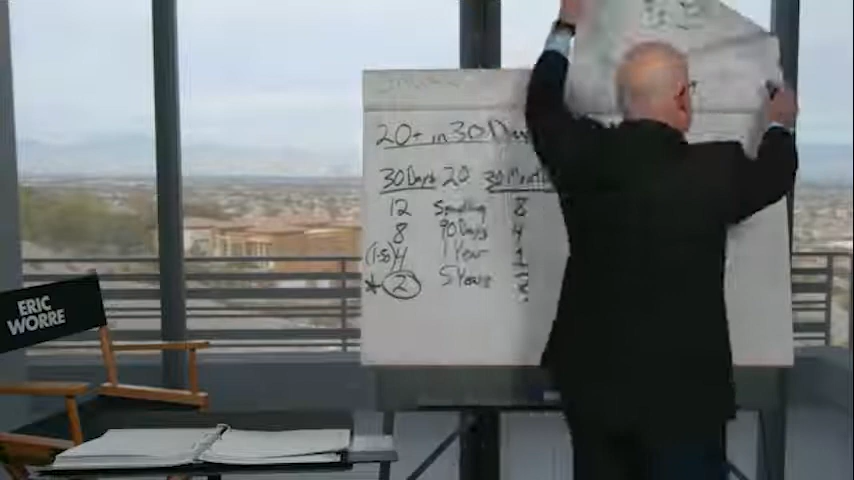 20+ in 30 Days
30 Days 20 30 Months
12 Spending 8
8 90 Days 4
(1-5) 4 1 Year
* 2 5 Years
ERIC
WORRE